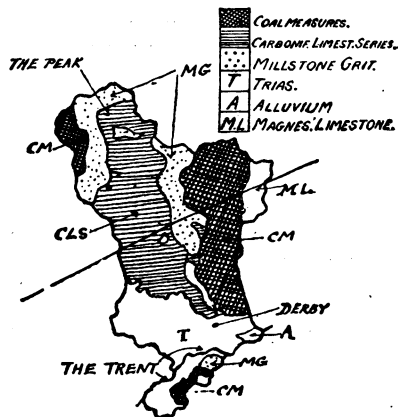 COAL MEASURES.
CARBONIF. LIMEST. SERIES.
MILLSTONE GRIT.
T TRIAS.
A ALLUVIUM
M.L MAGNES. LIMESTONE.
THE PEAK
MG
CM
ML
CLS
CM
DERBY
T
A
THE TRENT
MG
CM